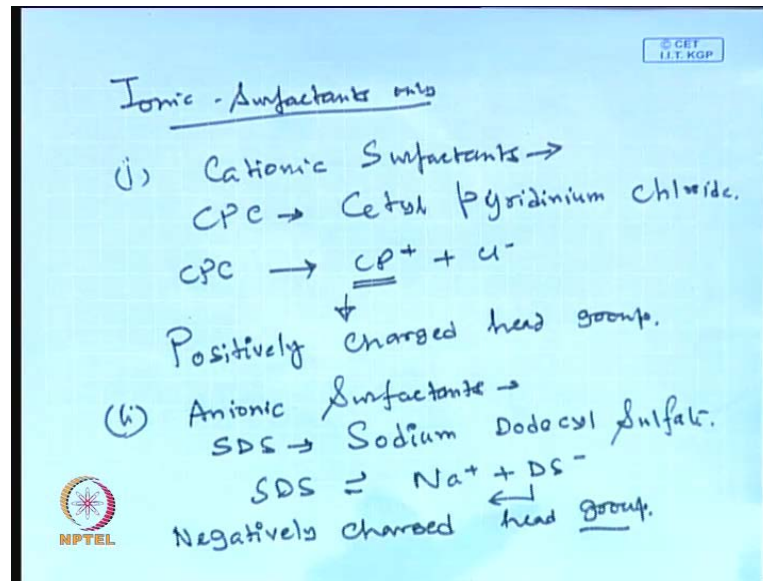 © CET
I.I.T. KGP
Ionic - Surfactants only
(i) Cationic Surfactants →
CPC → Cetyl Pyridinium Chloride.
CPC → CP+ + Cl-
↓
Positively charged head group.
(ii) Anionic Surfactants →
SDS → Sodium Dodecyl Sulfate.
SDS ⇌ Na+ + DS-
Negatively charged head group.
NPTEL